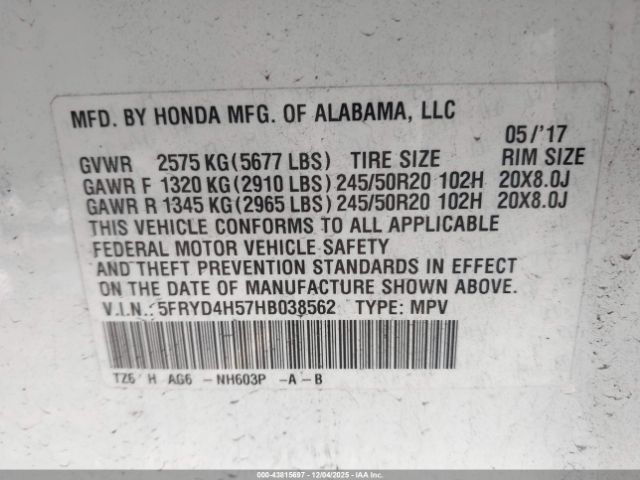 MFD. BY HONDA MFG. OF ALABAMA, LLC
05/'17
GVWR 2575 KG(5677 LBS) TIRE SIZE RIM SIZE
GAWR F 1320 KG(2910 LBS) 245/50R20 102H 20X8.0J
GAWR R 1345 KG(2965 LBS) 245/50R20 102H 20X8.0J
THIS VEHICLE CONFORMS TO ALL APPLICABLE
FEDERAL MOTOR VEHICLE SAFETY
AND THEFT PREVENTION STANDARDS IN EFFECT
ON THE DATE OF MANUFACTURE SHOWN ABOVE.
V.I.N.: 5FRYD4H57HB038562 TYPE: MPV
TZ6 H AG6 -NH603P -A-B
000-43815697 - 12/04/2025 - IAAI.COM